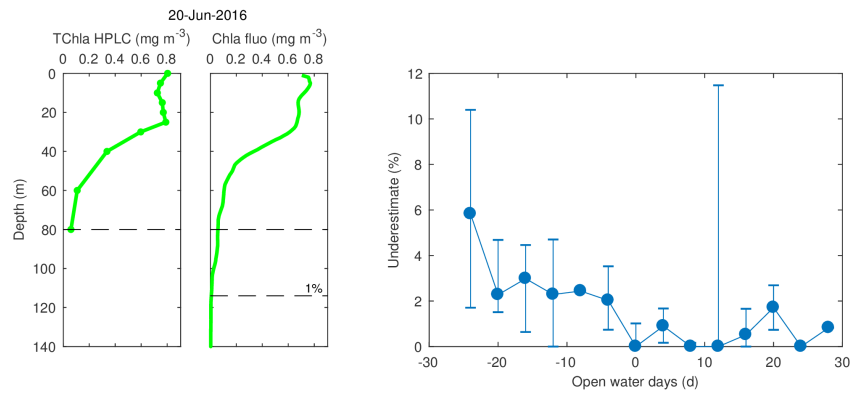 20-Jun-2016
TChla HPLC (mg m⁻³) Chla fluo (mg m⁻³)
0 0.2 0.4 0.6 0.8 0 0.2 0.4 0.6 0.8
Depth (m)
0
20
40
60
80
100
120
140
1%
Underestimate (%)
12
10
8
6
4
2
0
-30 -20 -10 0 10 20 30
Open water days (d)